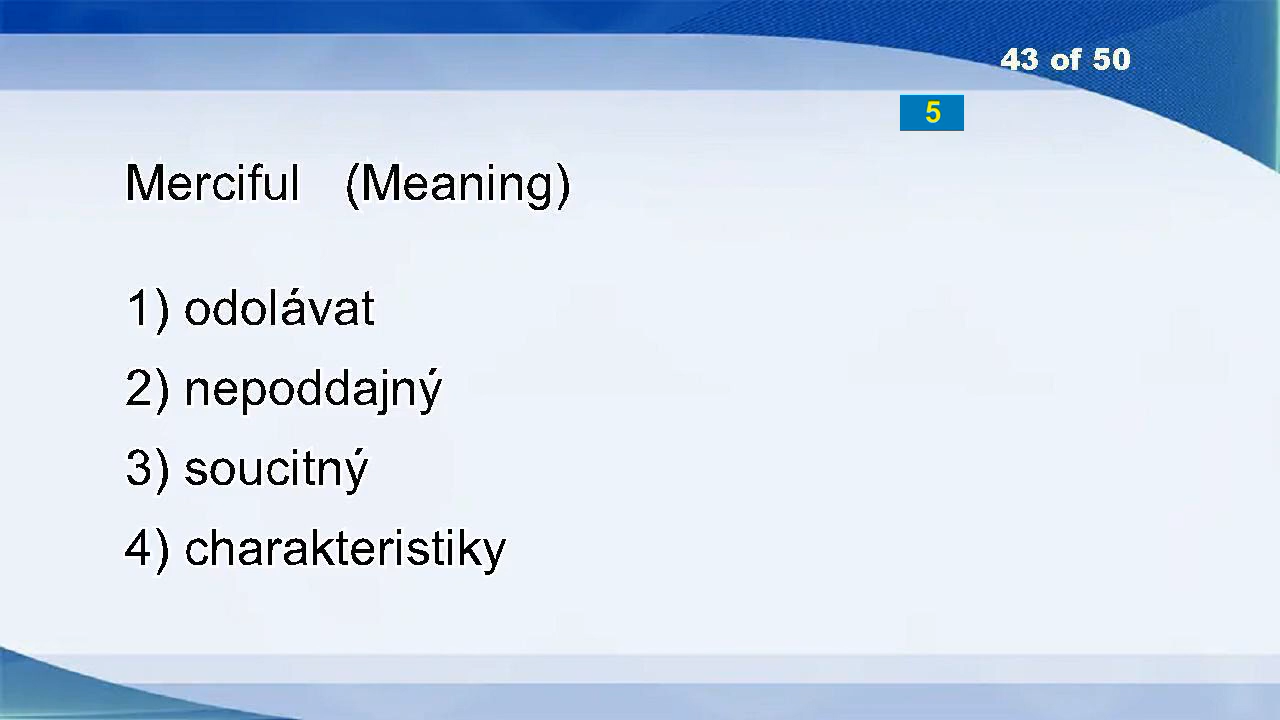 43 of 50
5
Merciful (Meaning)
1) odolávat
2) nepoddajný
3) soucitný
4) charakteristiky